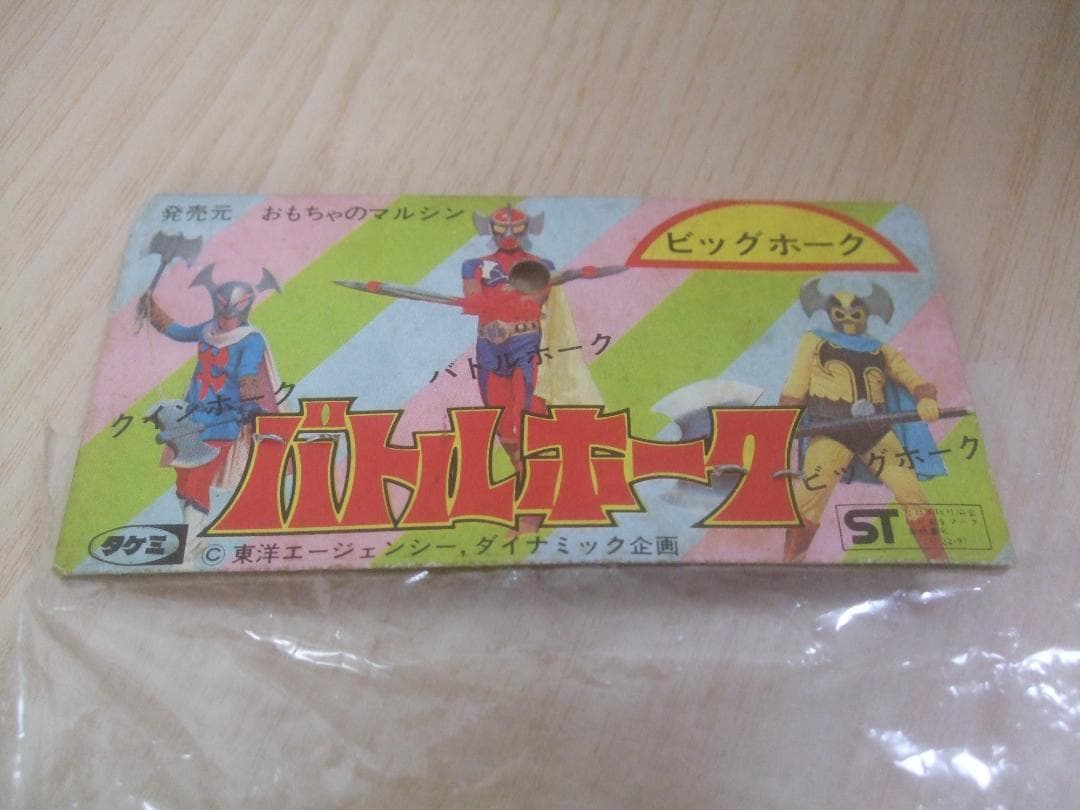 発売元 おもちゃのマルシン
ビッグホーク
バトルホーク
クインホーク
バトルホーク
ビッグホーク
タケミ
© 東洋エージェンシー, ダイナミック企画
ST